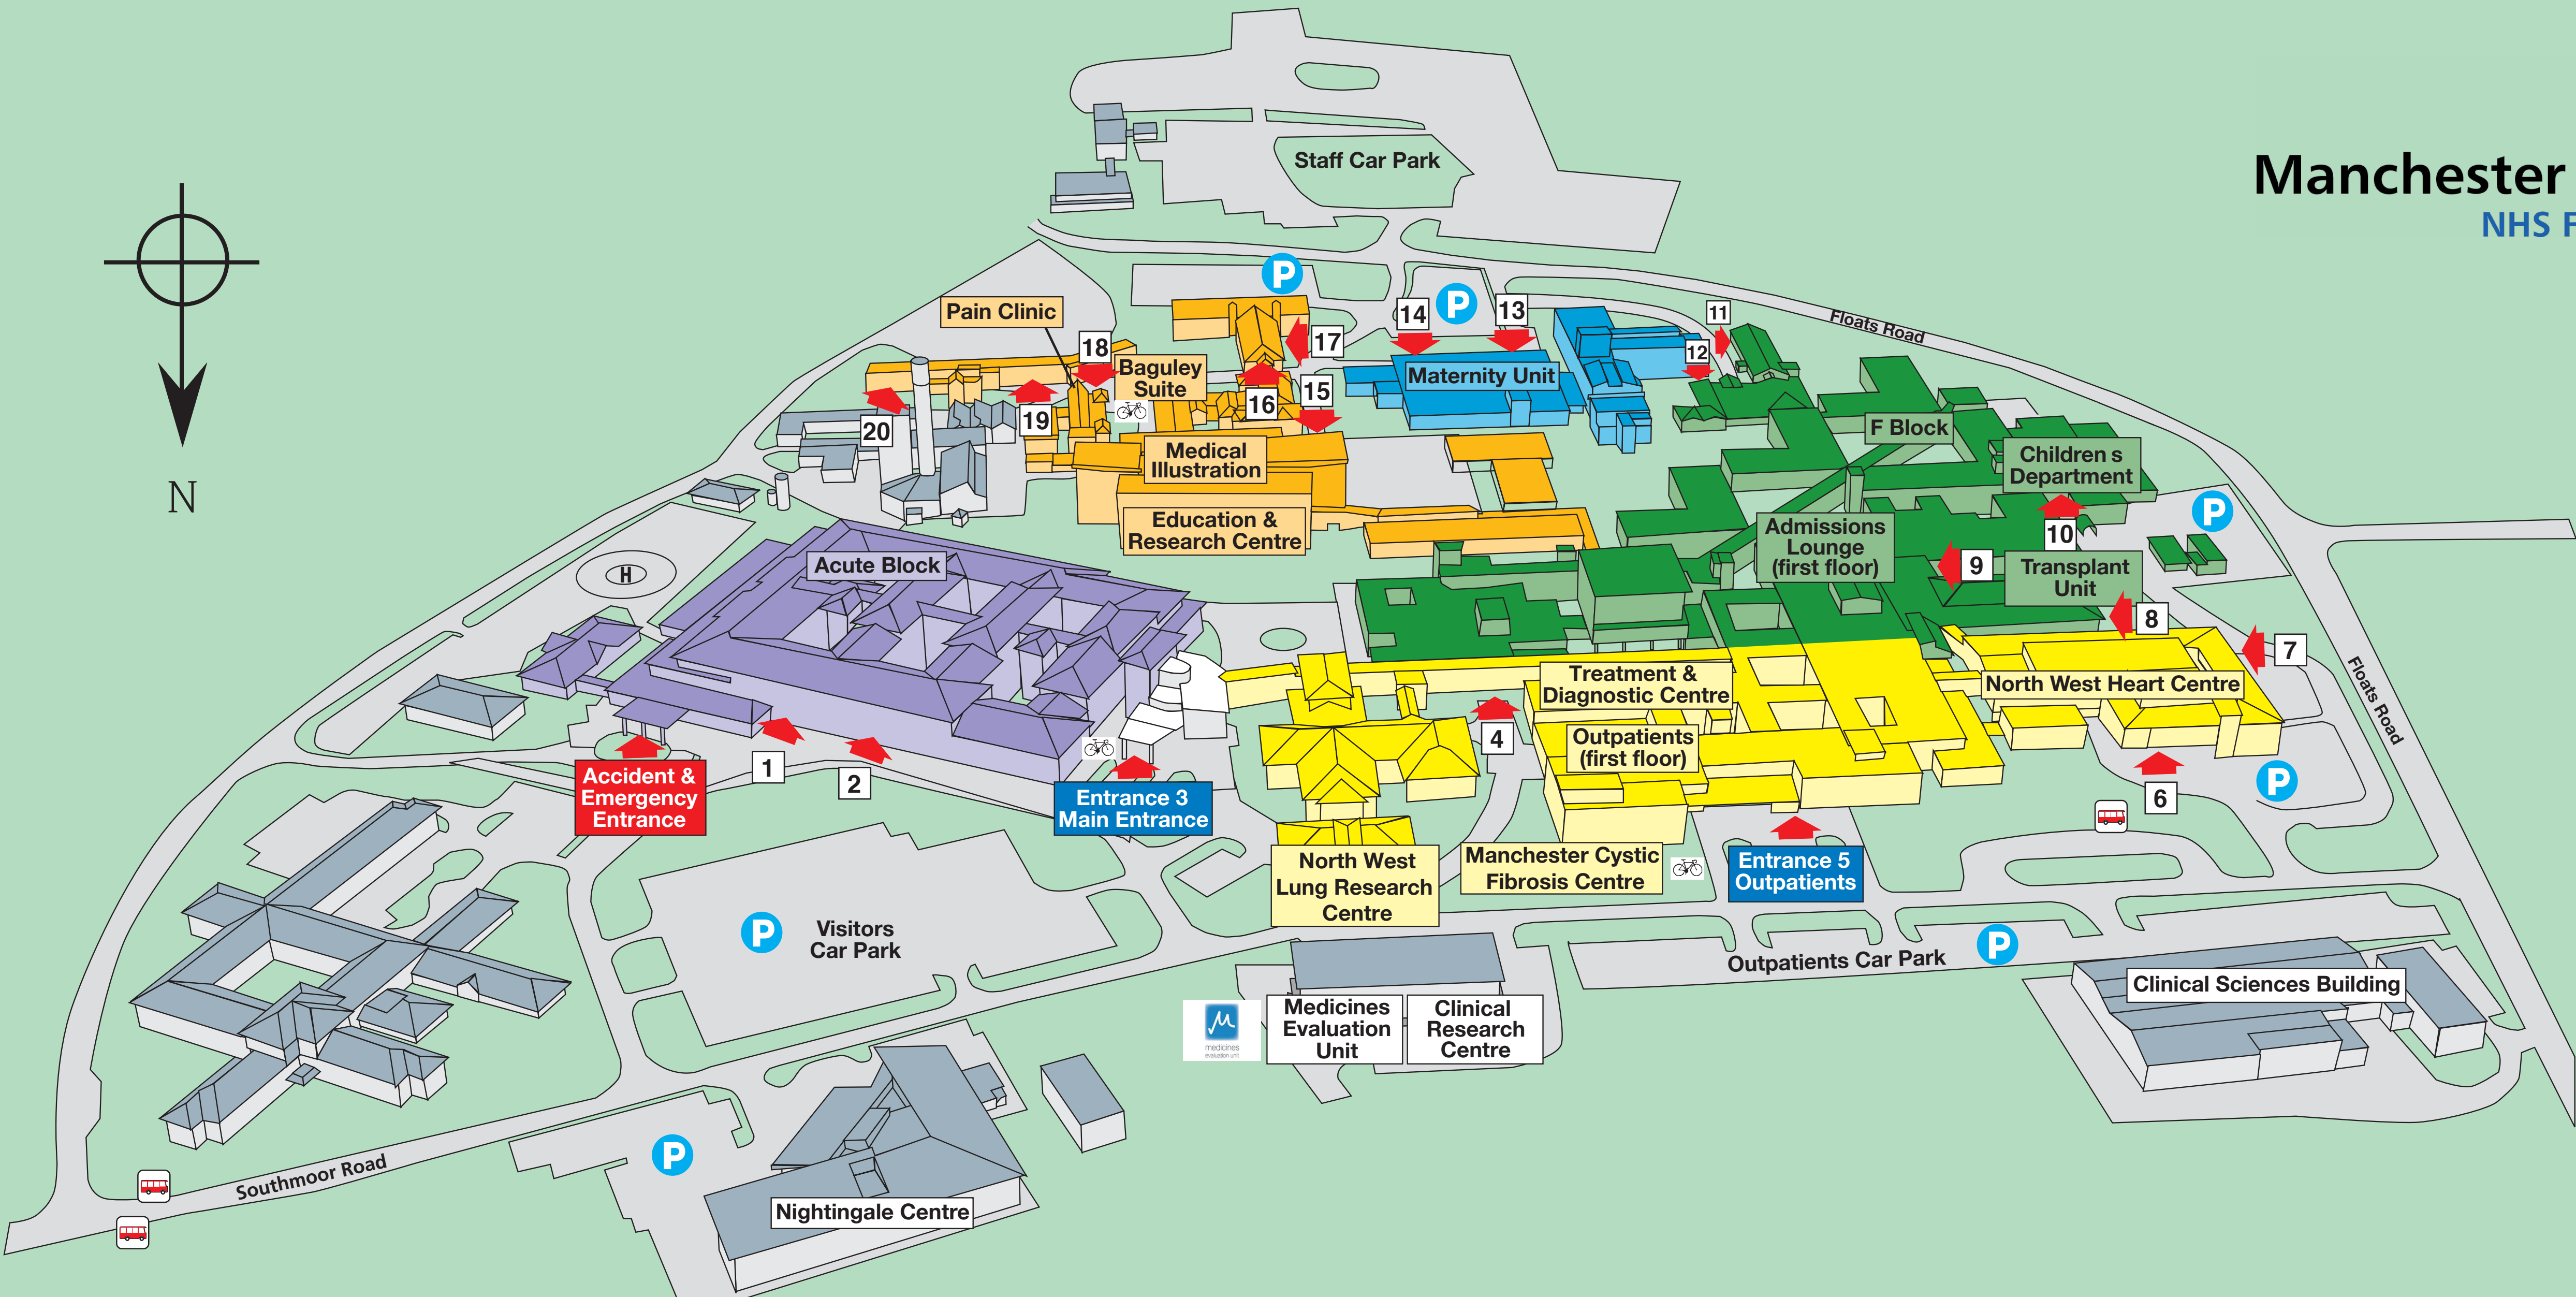 Manchester
NHS F
Staff Car Park
P
P
Floats Road
Pain Clinic
18
Baguley
Suite
17
14
13
11
12
Maternity Unit
16
15
19
20
F Block
Children s
Department
Medical
Illustration
Education &
Research Centre
Admissions
Lounge
(first floor)
10
P
9
Transplant
Unit
8
7
N
H
Acute Block
Floats Road
Treatment &
Diagnostic Centre
North West Heart Centre
4
Outpatients
(first floor)
1
2
Accident &
Emergency
Entrance
Entrance 3
Main Entrance
6
P
North West
Lung Research
Centre
Manchester Cystic
Fibrosis Centre
Entrance 5
Outpatients
P
Visitors
Car Park
Outpatients Car Park
P
Clinical Sciences Building
medicines
evaluation unit
Medicines
Evaluation
Unit
Clinical
Research
Centre
P
Southmoor Road
Nightingale Centre